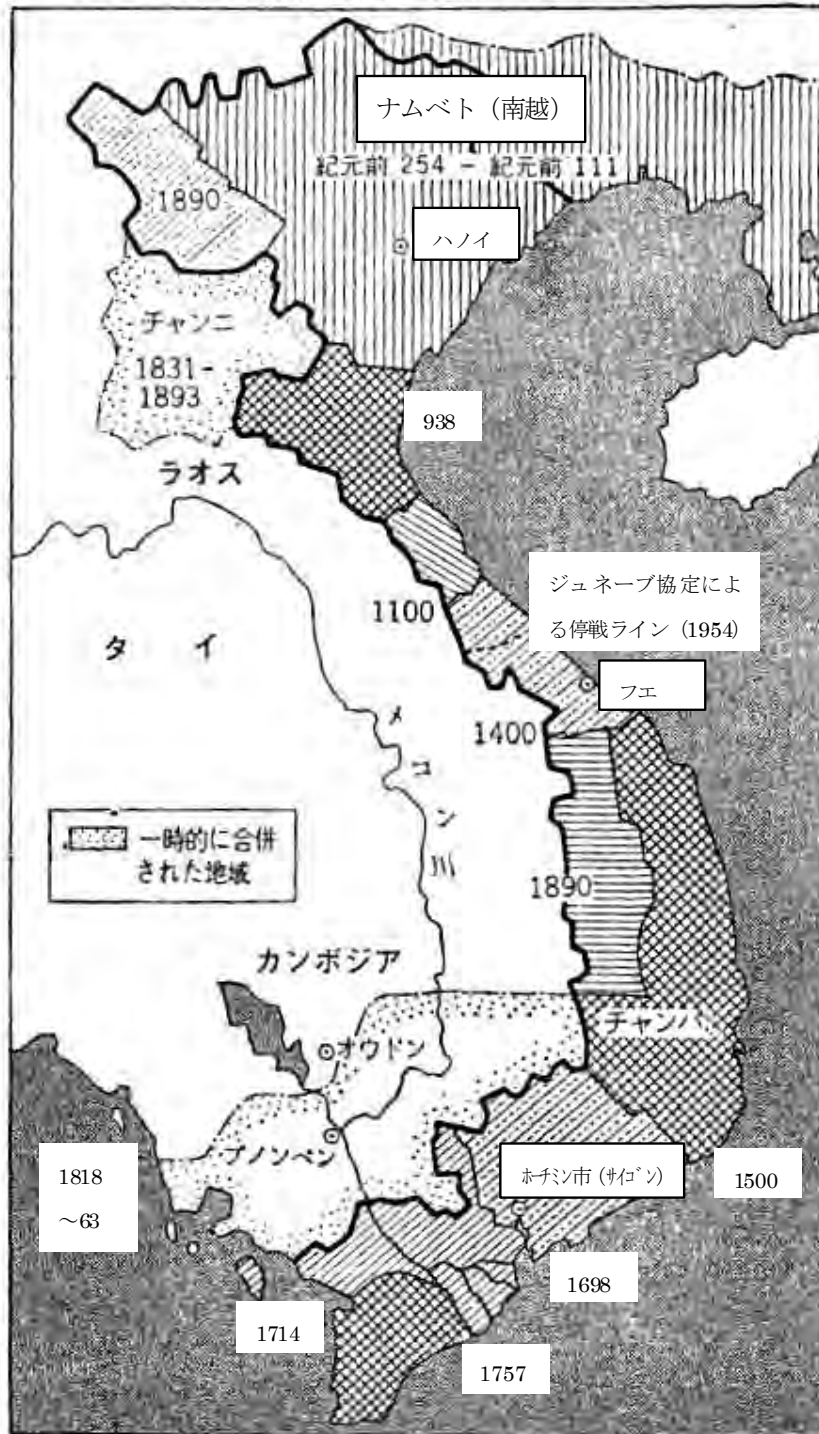 ナムベト（南越）
紀元前 254 － 紀元前 111
1890
ハノイ
チャンニ
1831-
1893
938
ラオス
ジュネーブ協定によ
る停戦ライン (1954)
1100
タイ
フエ
メコン川
1400
一時的に合併
された地域
1890
カンボジア
チャンパ
オウドン
プノンペン
ホーチミン市 (サイゴン)
1818
～63
1500
1698
1714
1757